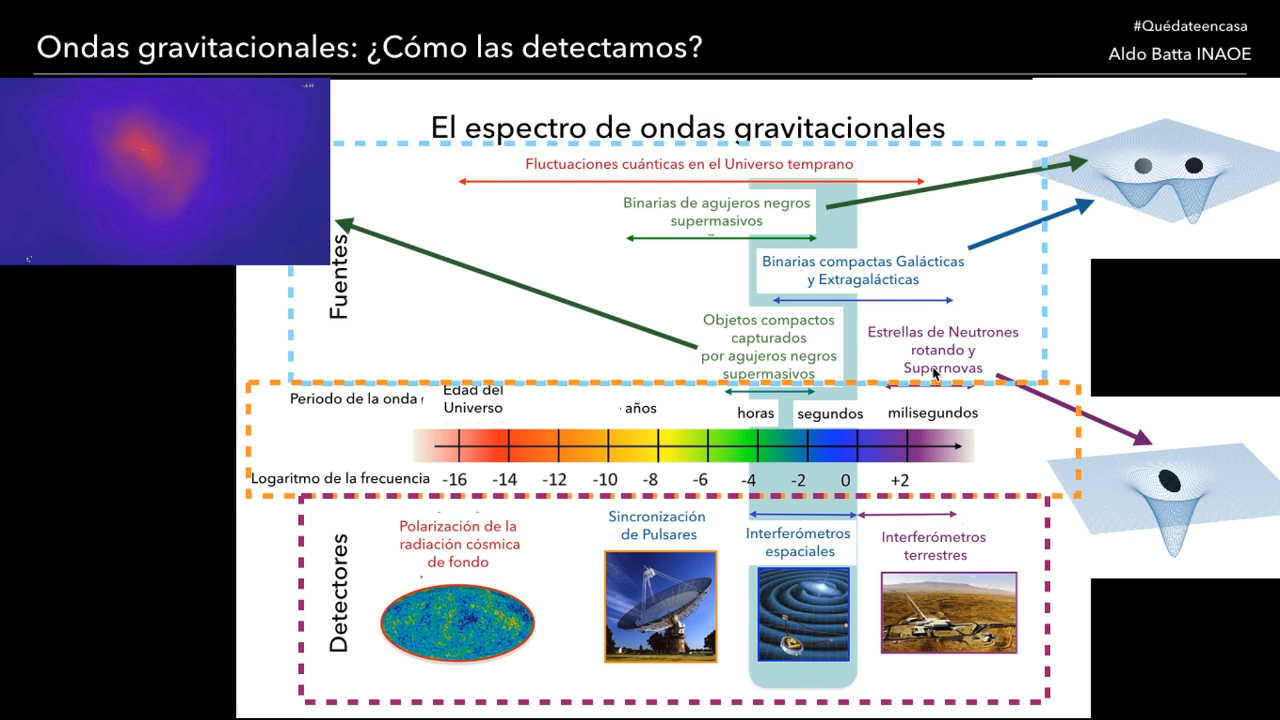 Ondas gravitacionales: ¿Cómo las detectamos?
#Quédateencasa
Aldo Batta INAOE
El espectro de ondas gravitacionales
Fuentes
Fluctuaciones cuánticas en el Universo temprano
Binarias de agujeros negros
supermasivos
Binarias compactas Galácticas
y Extragalácticas
Objetos compactos
capturados
por agujeros negros
supermasivos
Estrellas de Neutrones
rotando y
Supernovas
Periodo de la onda
Edad del
Universo
años
horas
segundos
milisegundos
Logaritmo de la frecuencia
-16 -14 -12 -10 -8 -6 -4 -2 0 +2
Detectores
Polarización de la
radiación cósmica
de fondo
Sincronización
de Pulsares
Interferómetros
espaciales
Interferómetros
terrestres